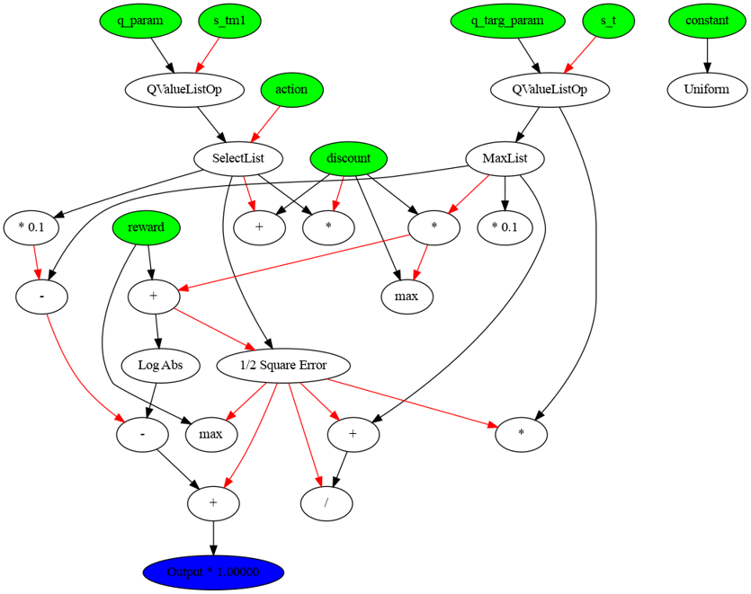 q_param
s_tm1
q_targ_param
s_t
constant
QValueListOp
action
QValueListOp
Uniform
SelectList
discount
MaxList
* 0.1
reward
+
*
*
* 0.1
-
+
max
Log Abs
1/2 Square Error
-
max
+
*
+
/
Output * 1.00000